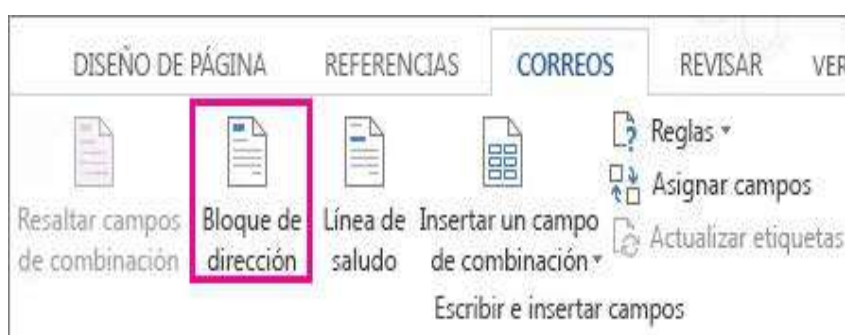 DISEÑO DE PÁGINA REFERENCIAS CORREOS REVISAR VER
Resaltar campos
de combinación
Bloque de
dirección
Línea de
saludo
Insertar un campo
de combinación
Reglas
Asignar campos
Actualizar etiquetas
Escribir e insertar campos